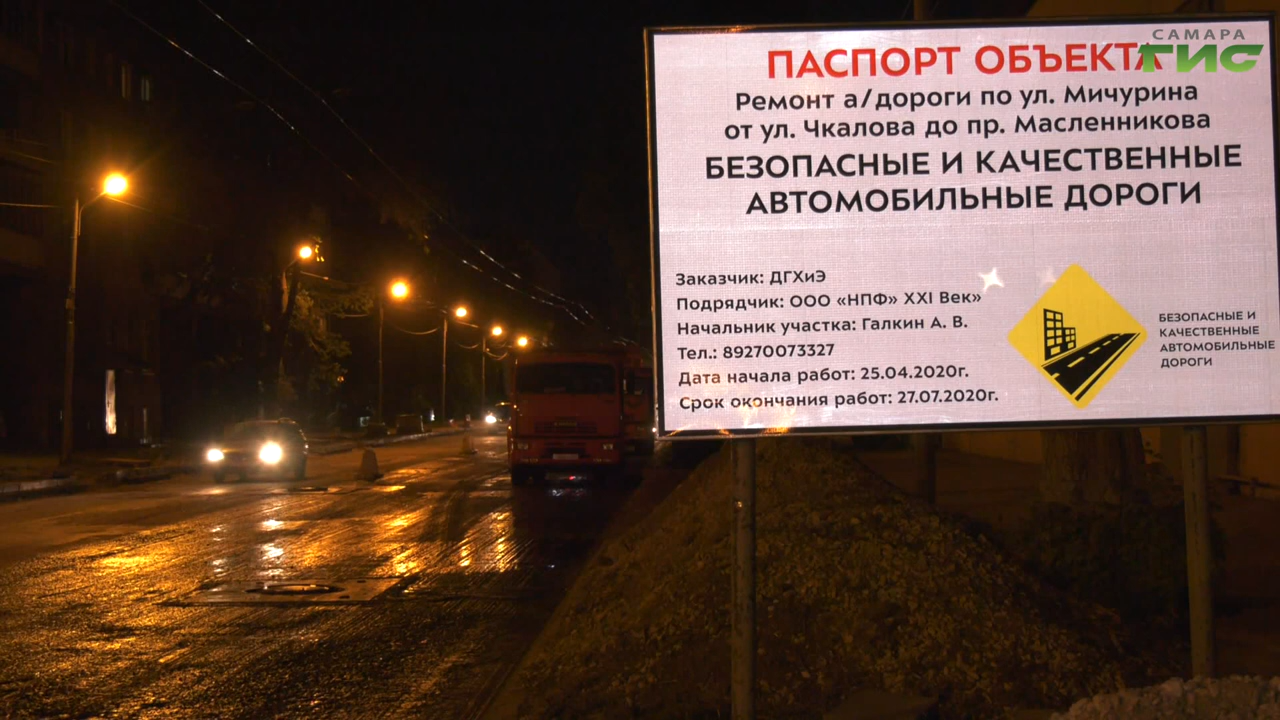 САМАРА
ГИС
ПАСПОРТ ОБЪЕКТА
Ремонт а/дороги по ул. Мичурина
от ул. Чкалова до пр. Масленникова
БЕЗОПАСНЫЕ И КАЧЕСТВЕННЫЕ
АВТОМОБИЛЬНЫЕ ДОРОГИ
Заказчик: ДГХиЭ
Подрядчик: ООО «НПФ» XXI Век»
Начальник участка: Галкин А. В.
Тел.: 89270073327
Дата начала работ: 25.04.2020г.
Срок окончания работ: 27.07.2020г.
БЕЗОПАСНЫЕ И
КАЧЕСТВЕННЫЕ
АВТОМОБИЛЬНЫЕ
ДОРОГИ